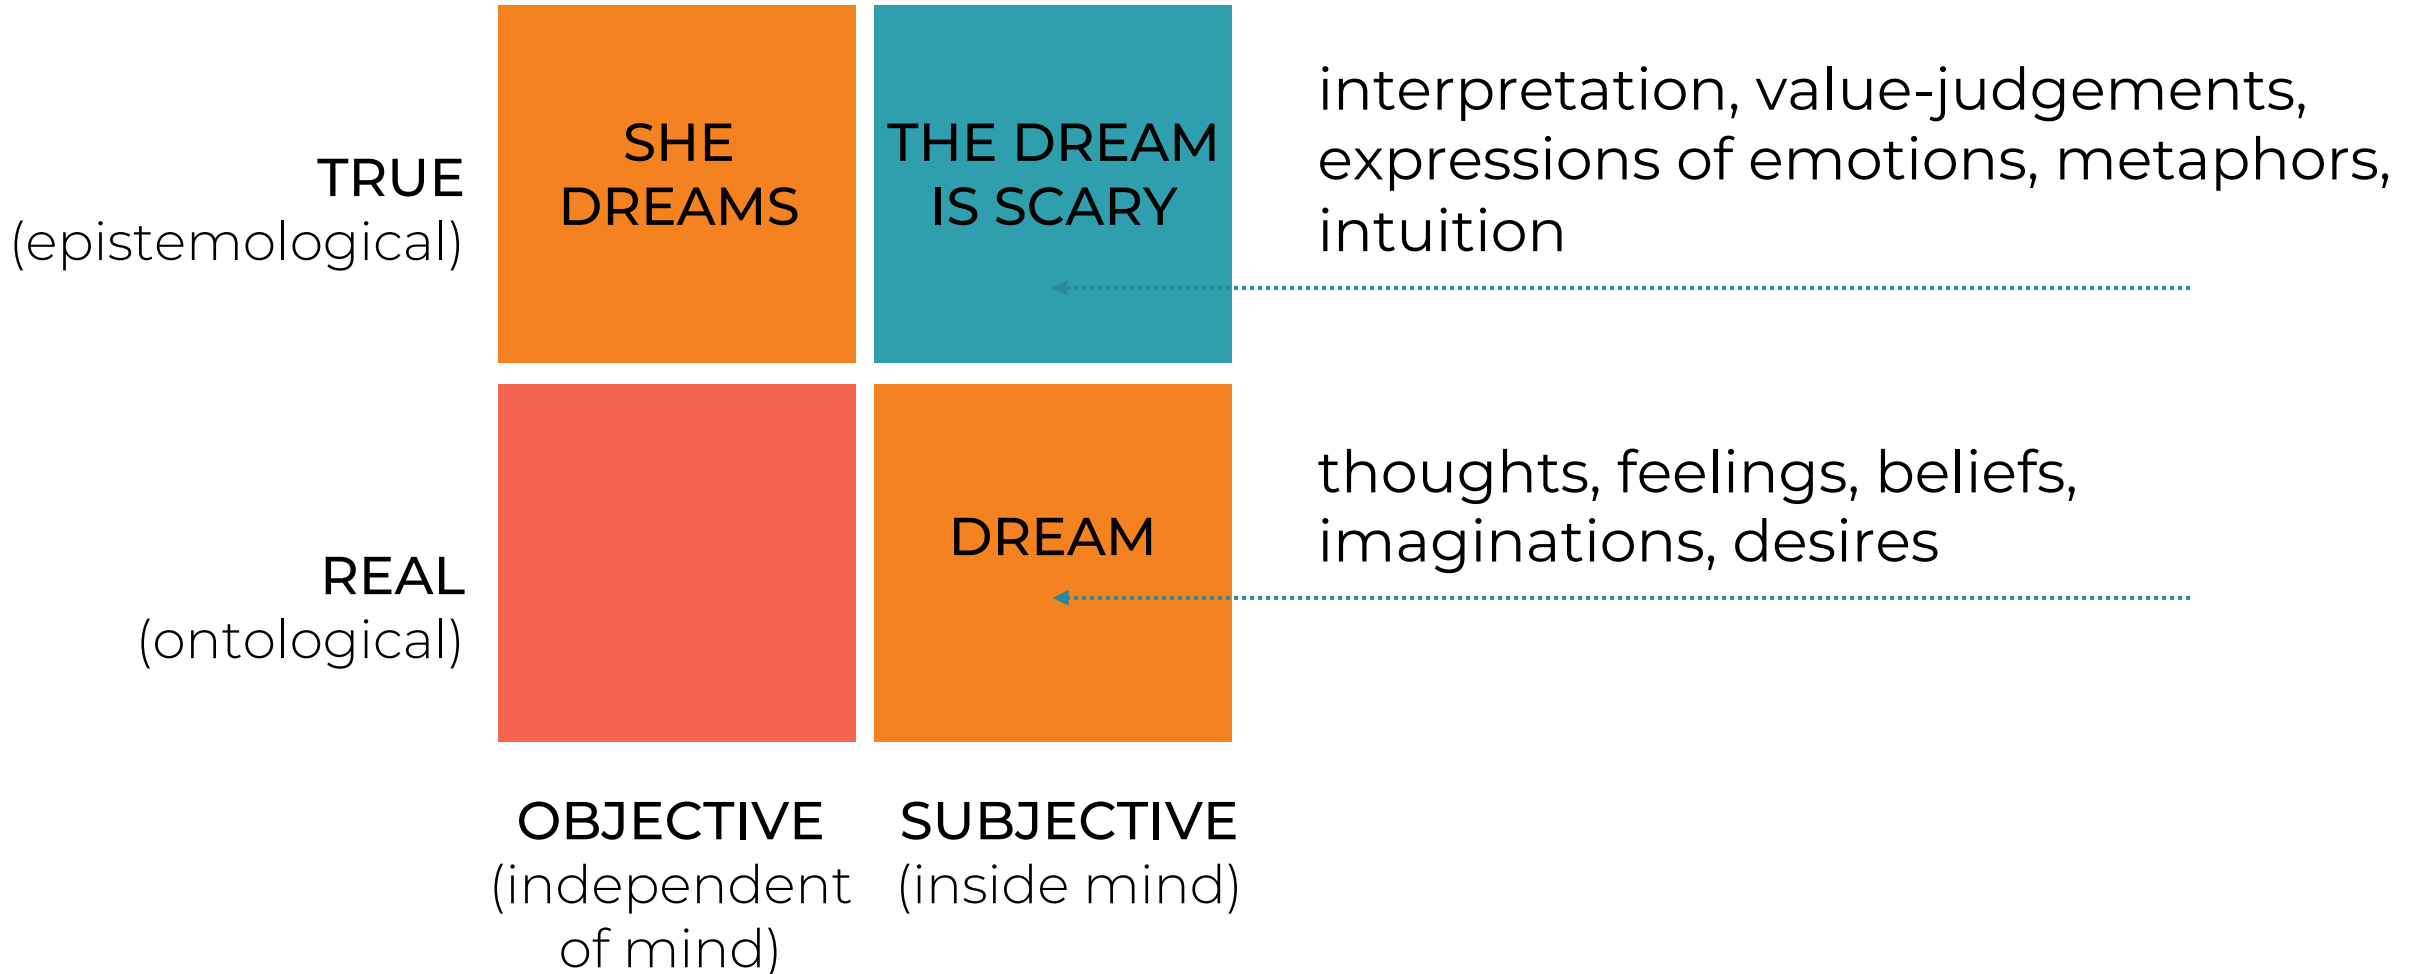 TRUE
(epistemological)
SHE
DREAMS
THE DREAM
IS SCARY
interpretation, value-judgements,
expressions of emotions, metaphors,
intuition
REAL
(ontological)
DREAM
thoughts, feelings, beliefs,
imaginations, desires
OBJECTIVE
(independent
of mind)
SUBJECTIVE
(inside mind)